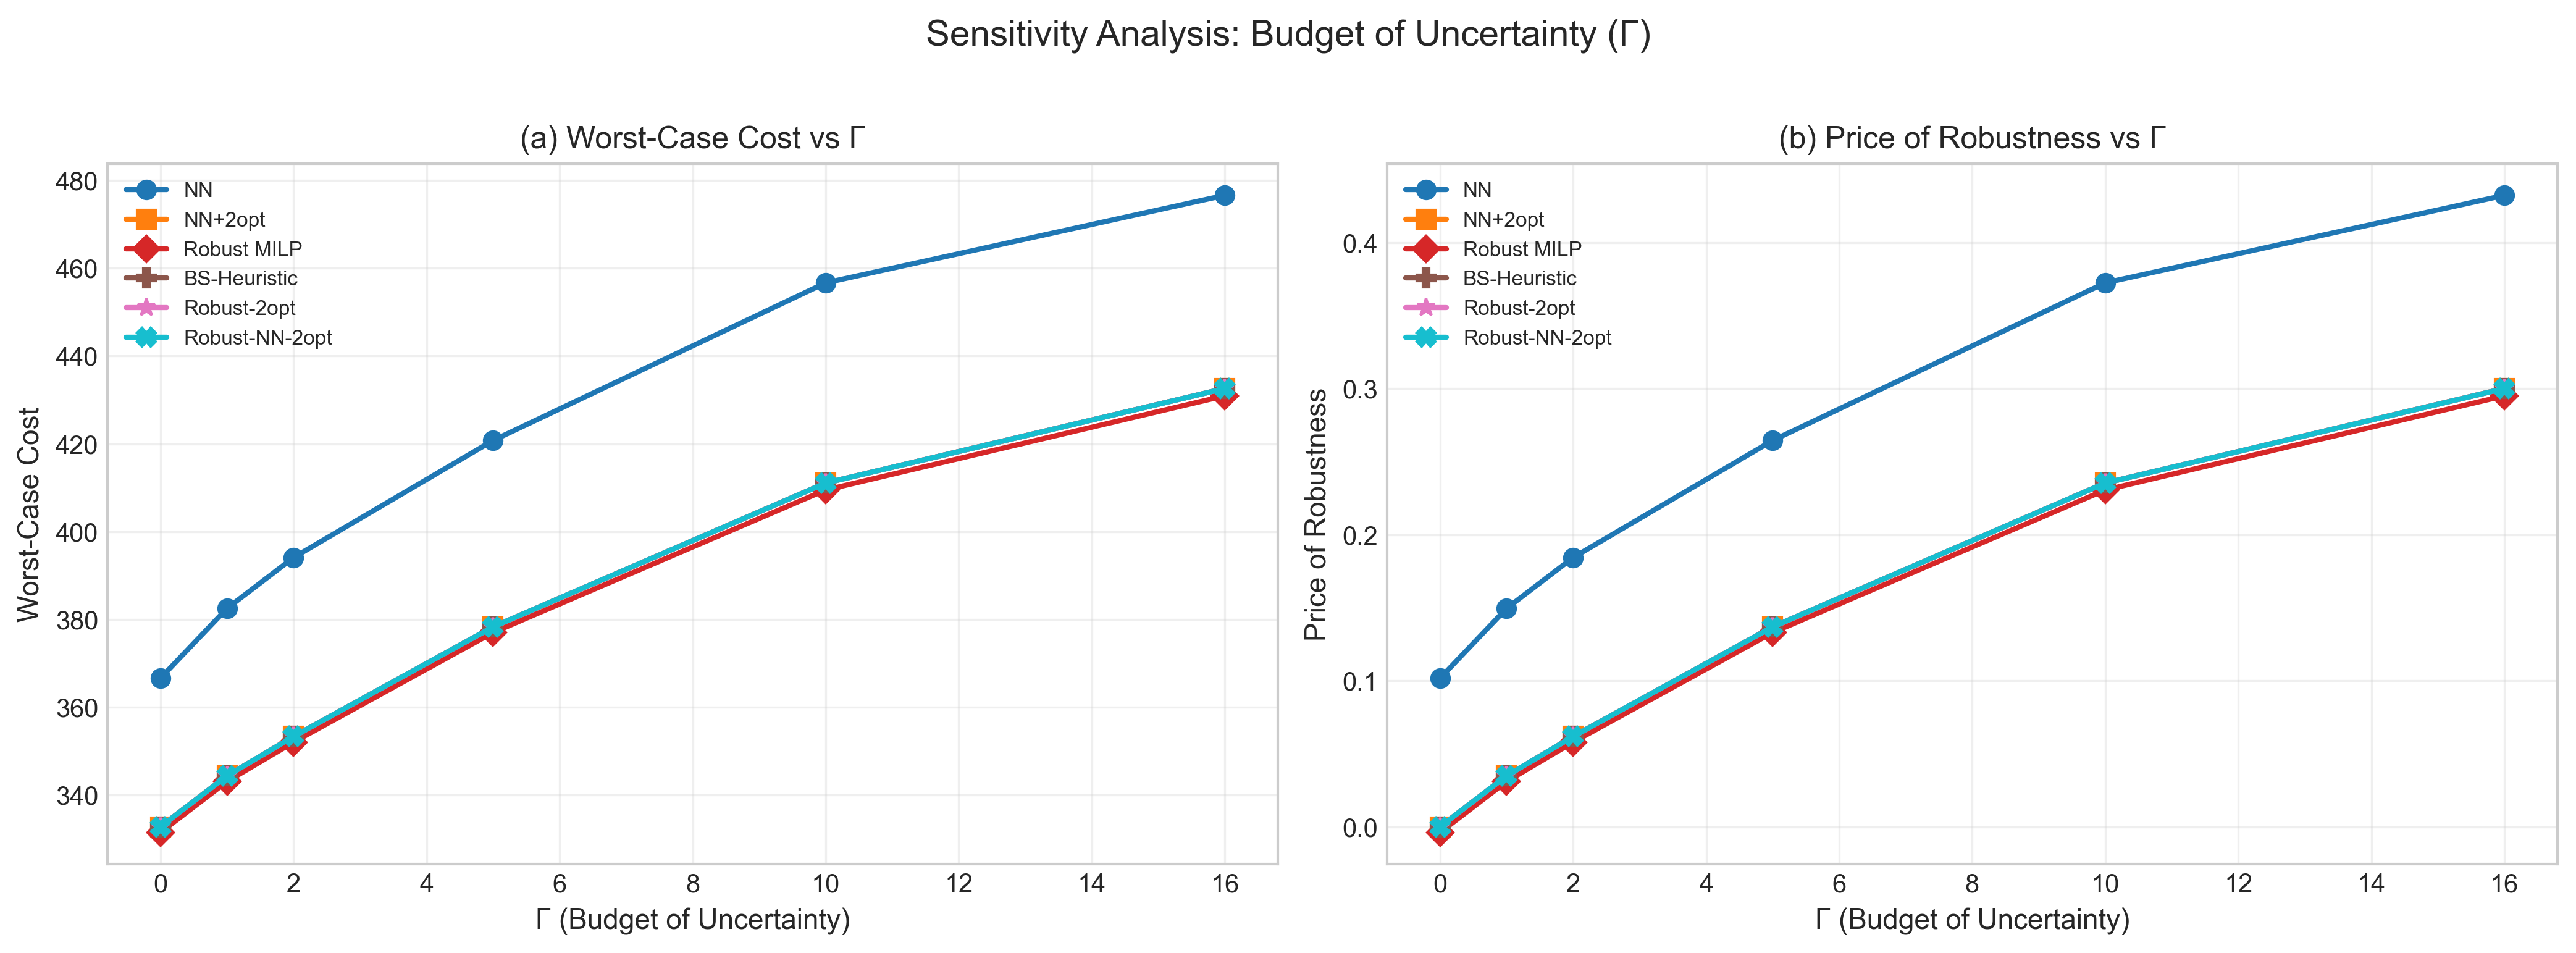 Sensitivity Analysis: Budget of Uncertainty (Γ)
(a) Worst-Case Cost vs Γ
NN
NN+2opt
Robust MILP
BS-Heuristic
Robust-2opt
Robust-NN-2opt
480
460
440
420
400
380
360
340
Worst-Case Cost
0 2 4 6 8 10 12 14 16
Γ (Budget of Uncertainty)
(b) Price of Robustness vs Γ
NN
NN+2opt
Robust MILP
BS-Heuristic
Robust-2opt
Robust-NN-2opt
0.4
0.3
0.2
0.1
0.0
Price of Robustness
0 2 4 6 8 10 12 14 16
Γ (Budget of Uncertainty)